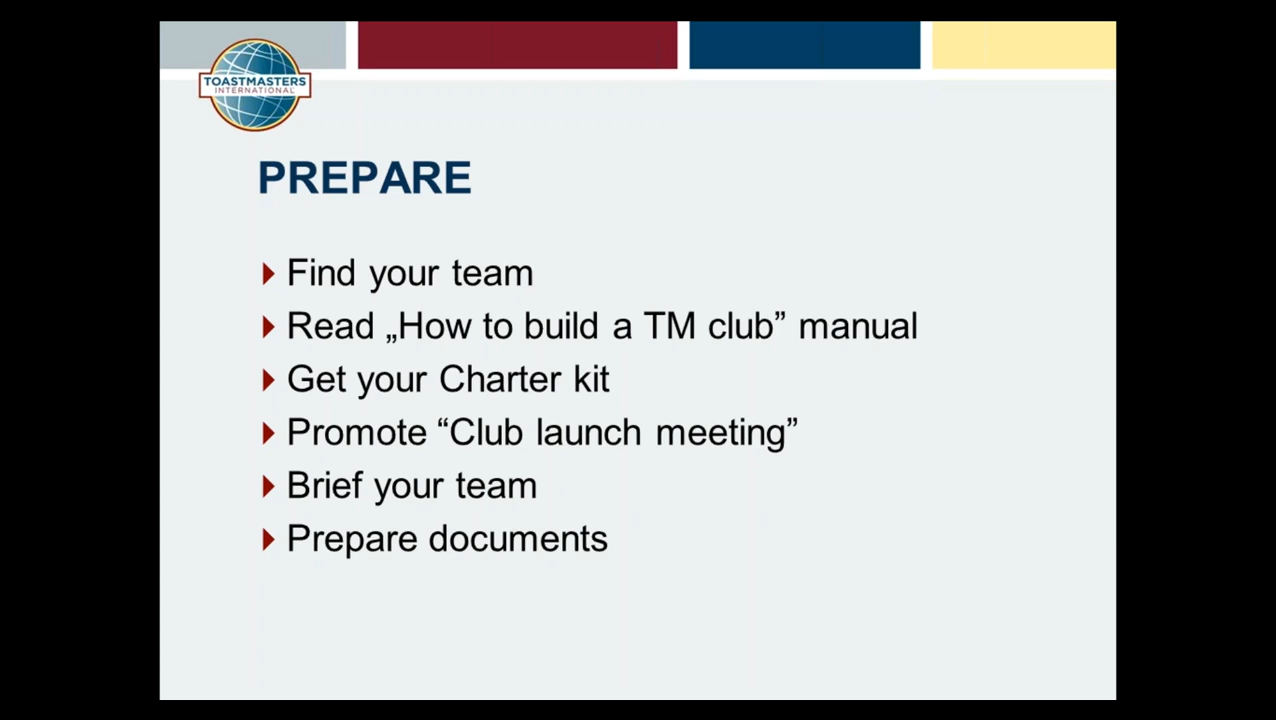 TOASTMASTERS
INTERNATIONAL
PREPARE
Find your team
Read „How to build a TM club” manual
Get your Charter kit
Promote “Club launch meeting”
Brief your team
Prepare documents